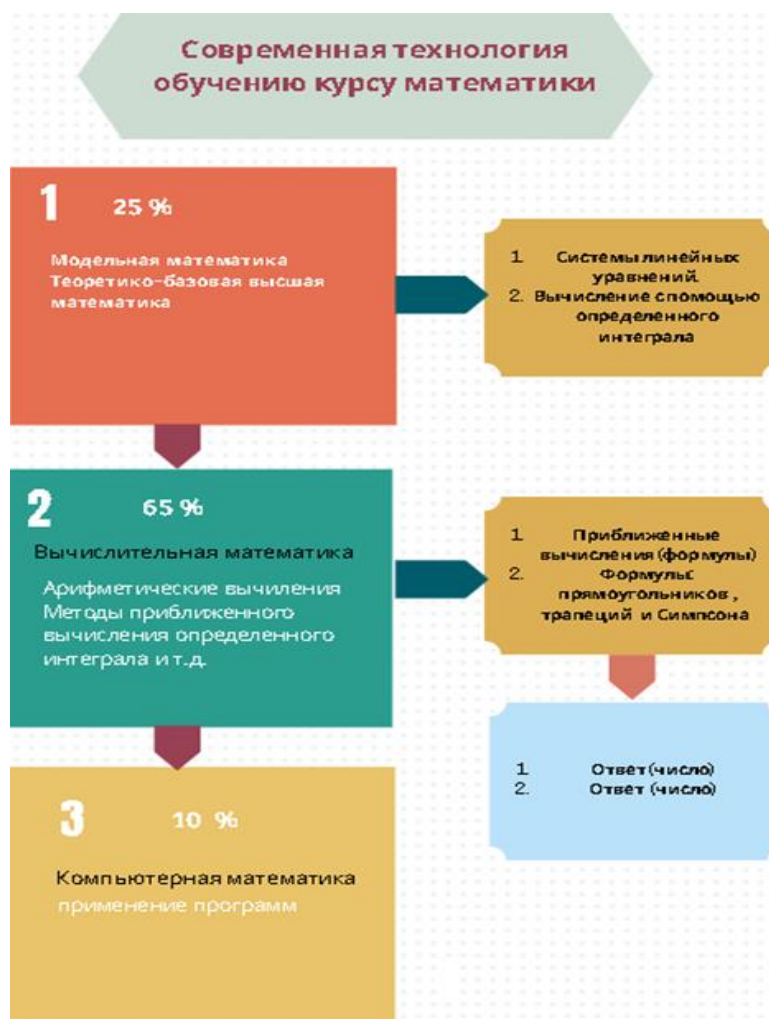 Современная технология
обучению курсу математики
1 25 %
Модельная математика
Теоретико-базовая высшая
математика
1. Системы линейных
уравнений.
2. Вычисление с помощью
определенного
интеграла
2 65 %
Вычислительная математика
Арифметические вычиления
Методы приближенного
вычисления определенного
интеграла и т.д.
1. Приближенные
вычисления (формулы)
2. Формулы:
прямоугольников,
трапеций и Симпсона
1. Ответ (число)
2. Ответ (число)
3 10 %
Компьютерная математика
применение программ